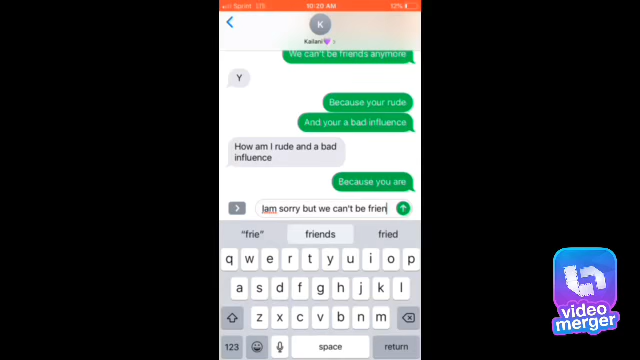 Sprint LTE 10:20 AM 13%
K
Kailani💜 >
We can't be friends anymore
Y
Because your rude
And your a bad influence
How am I rude and a bad
influence
Because you are
Iam sorry but we can't be frien
"frie" friends fried
q w e r t y u i o p
a s d f g h j k l
z x c v b n m
123 space return
video
merger